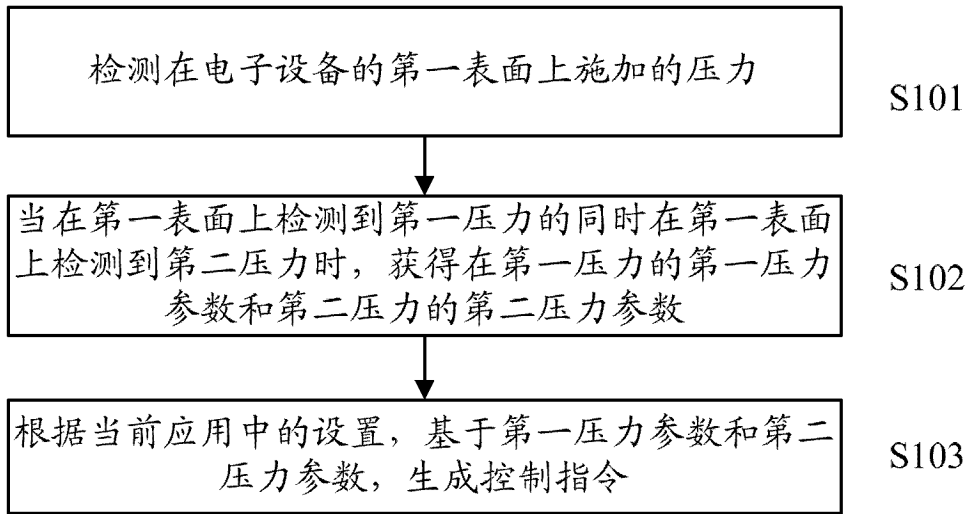 检测在电子设备的第一表面上施加的压力
S101
当在第一表面上检测到第一压力的同时在第一表面
上检测到第二压力时，获得在第一压力的第一压力
参数和第二压力的第二压力参数
S102
根据当前应用中的设置，基于第一压力参数和第二
压力参数，生成控制指令
S103